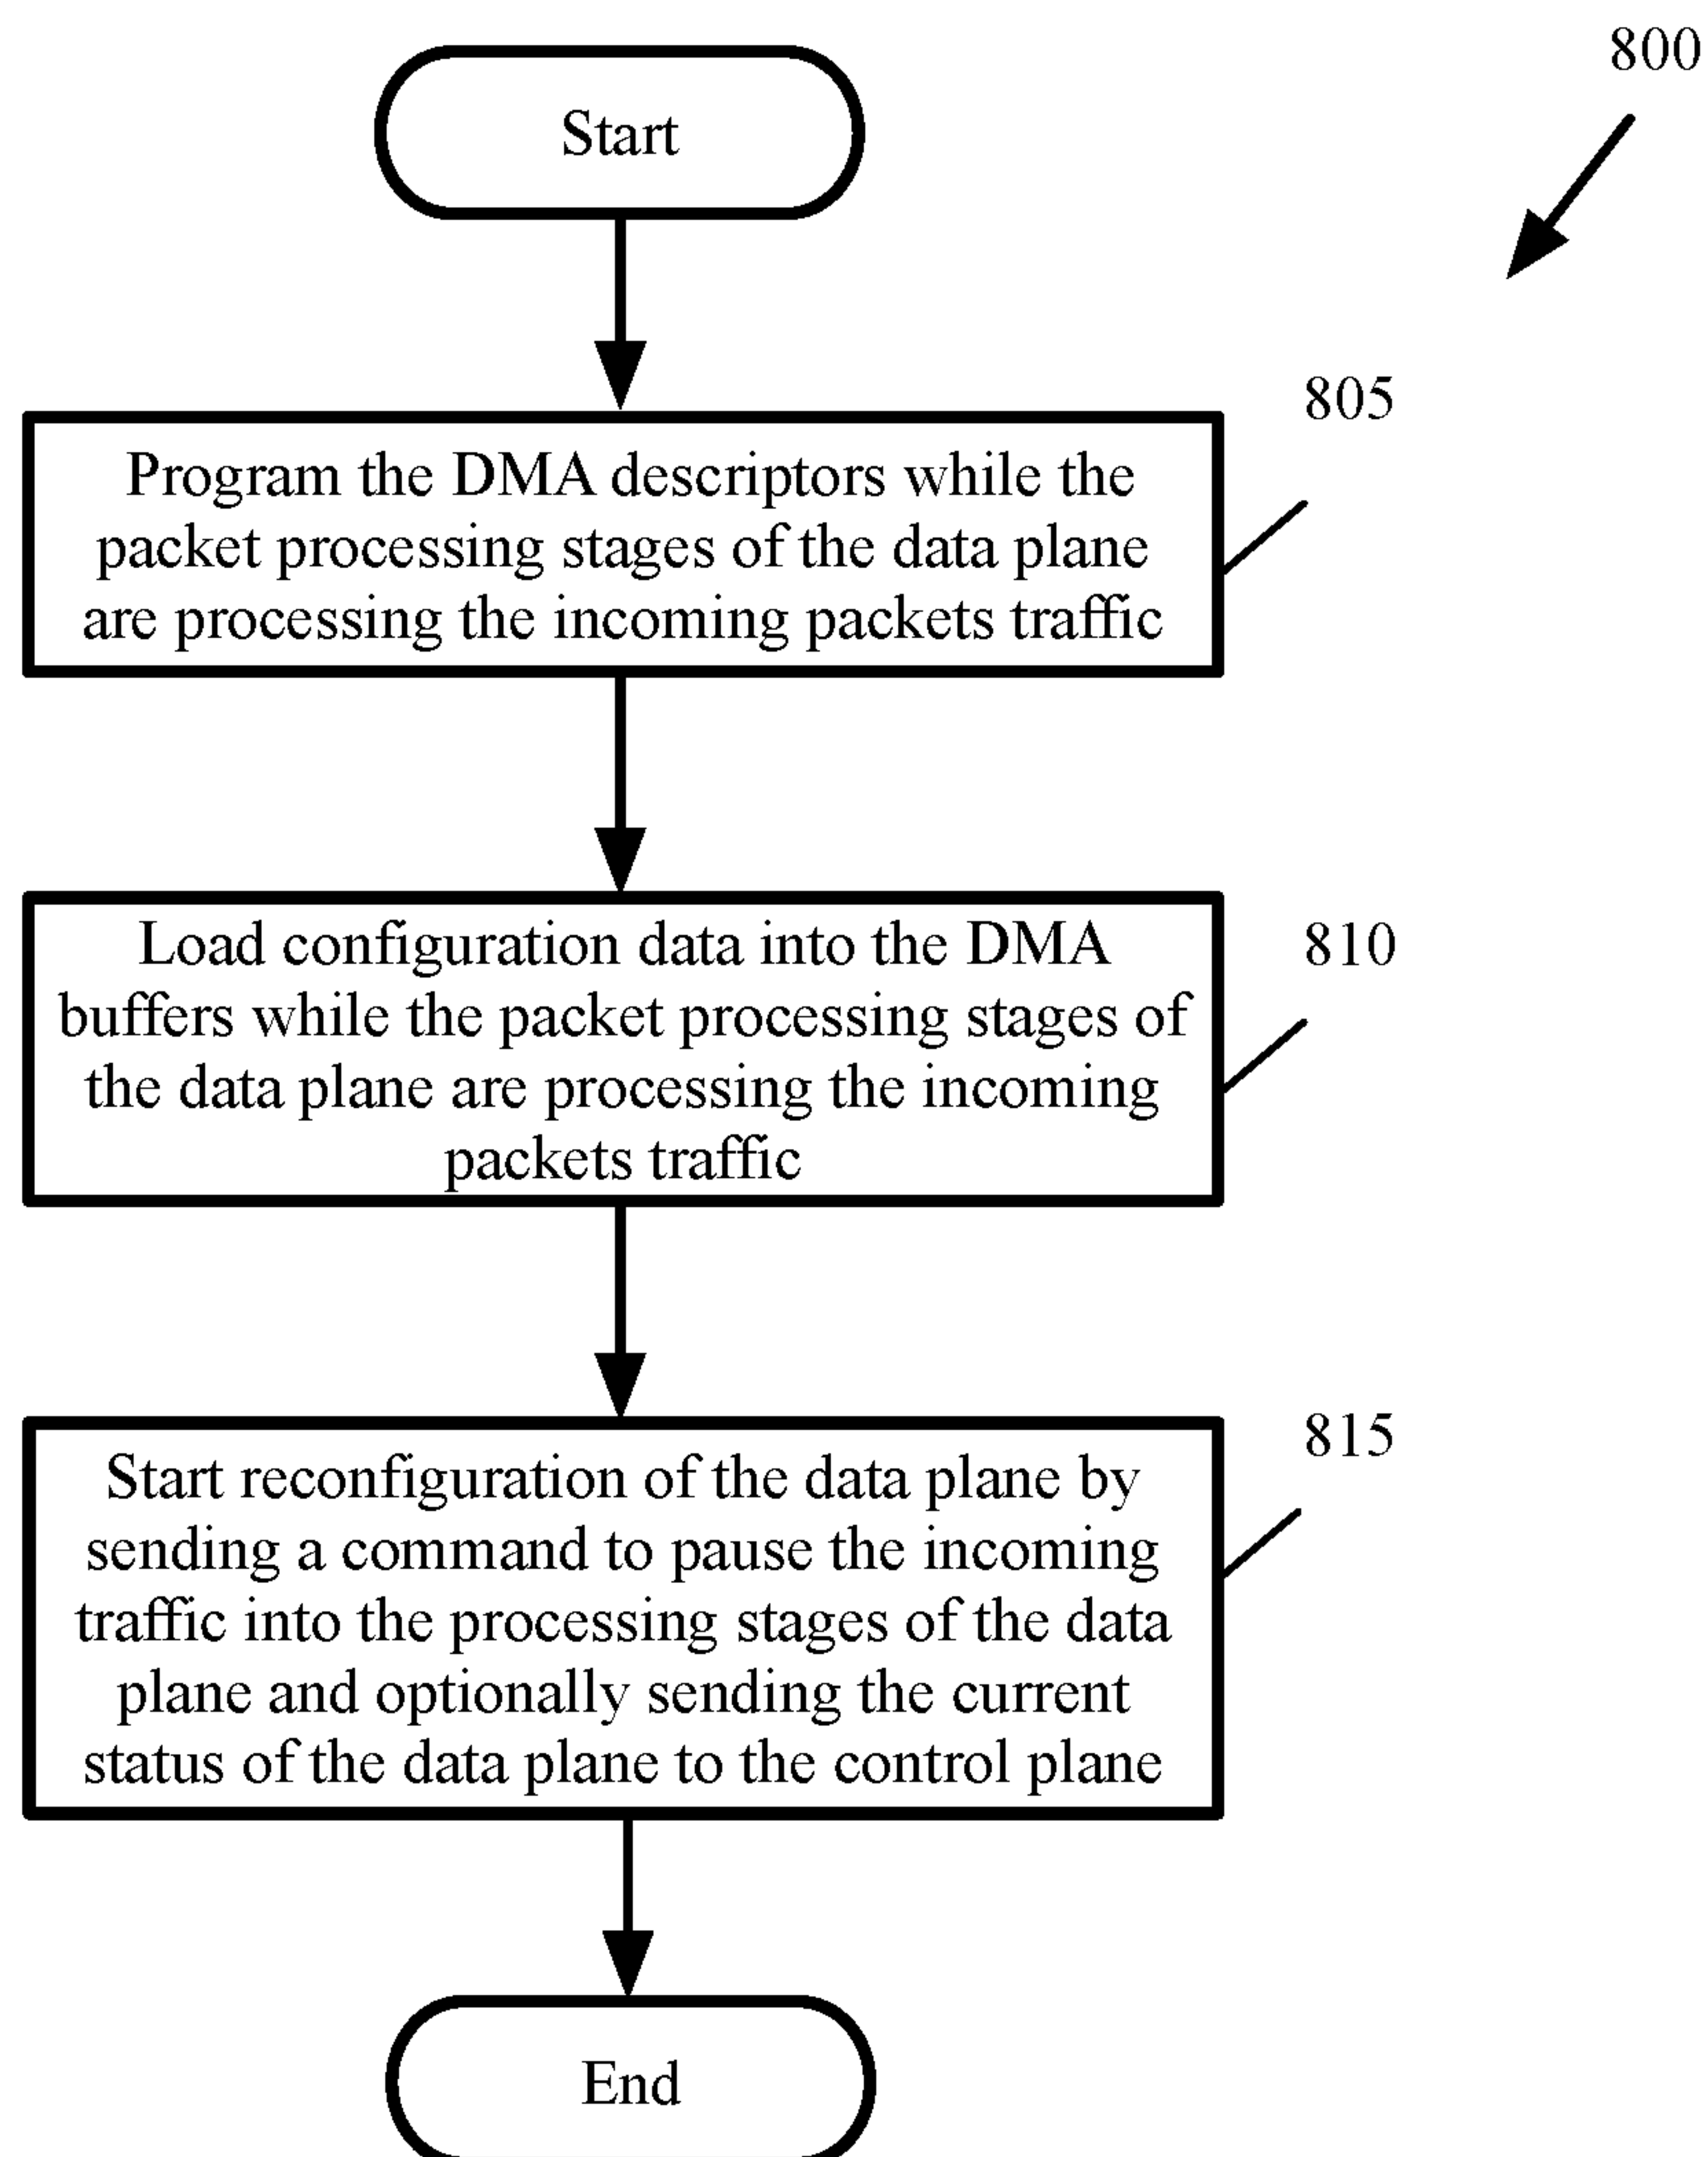 800
Start
805
Program the DMA descriptors while the
packet processing stages of the data plane
are processing the incoming packets traffic
810
Load configuration data into the DMA
buffers while the packet processing stages of
the data plane are processing the incoming
packets traffic
815
Start reconfiguration of the data plane by
sending a command to pause the incoming
traffic into the processing stages of the data
plane and optionally sending the current
status of the data plane to the control plane
End